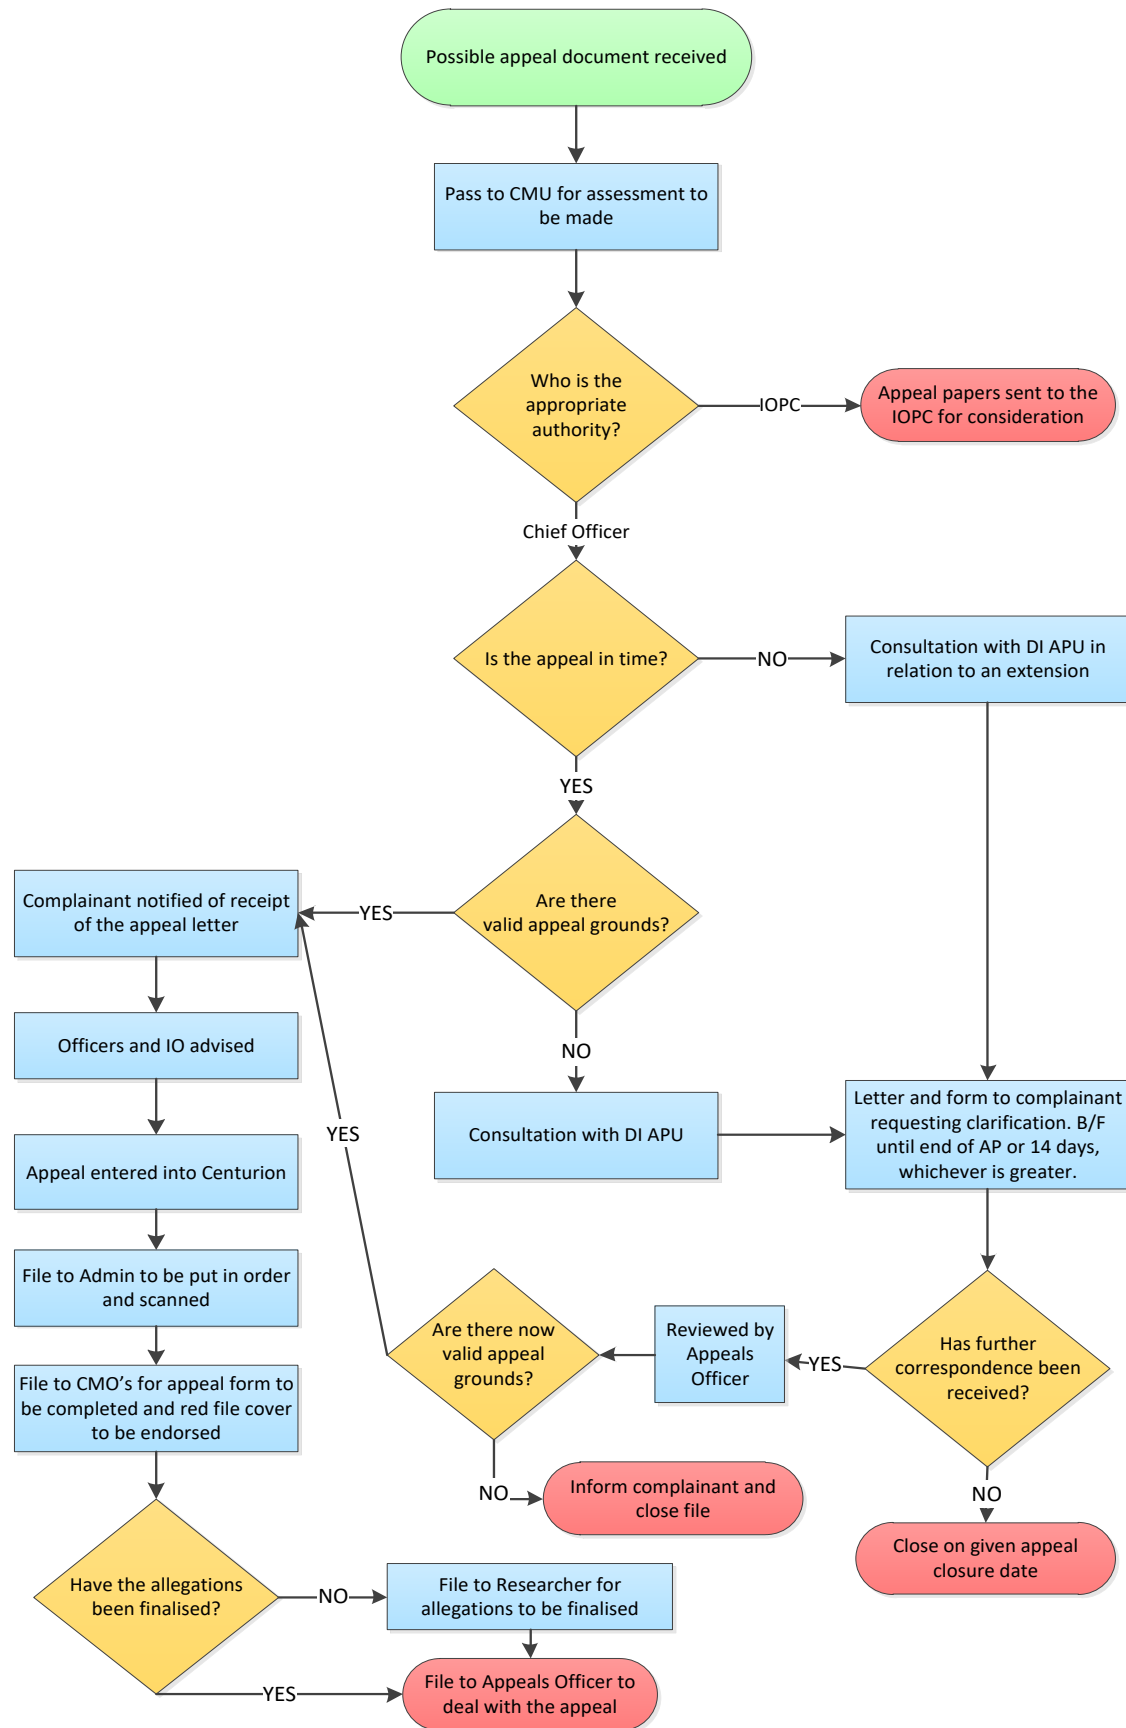 Possible appeal document received
Pass to CMU for assessment to
be made
Who is the
appropriate
authority?
IOPC
Appeal papers sent to the
IOPC for consideration
Chief Officer
Is the appeal in time?
NO
Consultation with DI APU in
relation to an extension
YES
Are there
valid appeal grounds?
YES
Complainant notified of receipt
of the appeal letter
Officers and IO advised
NO
Consultation with DI APU
Letter and form to complainant
requesting clarification. B/F
until end of AP or 14 days,
whichever is greater.
YES
Appeal entered into Centurion
File to Admin to be put in order
and scanned
Are there now
valid appeal
grounds?
Reviewed by
Appeals
Officer
YES
Has further
correspondence been
received?
File to CMO’s for appeal form to
be completed and red file cover
to be endorsed
NO
Inform complainant and
close file
NO
Close on given appeal
closure date
Have the allegations
been finalised?
NO
File to Researcher for
allegations to be finalised
YES
File to Appeals Officer to
deal with the appeal